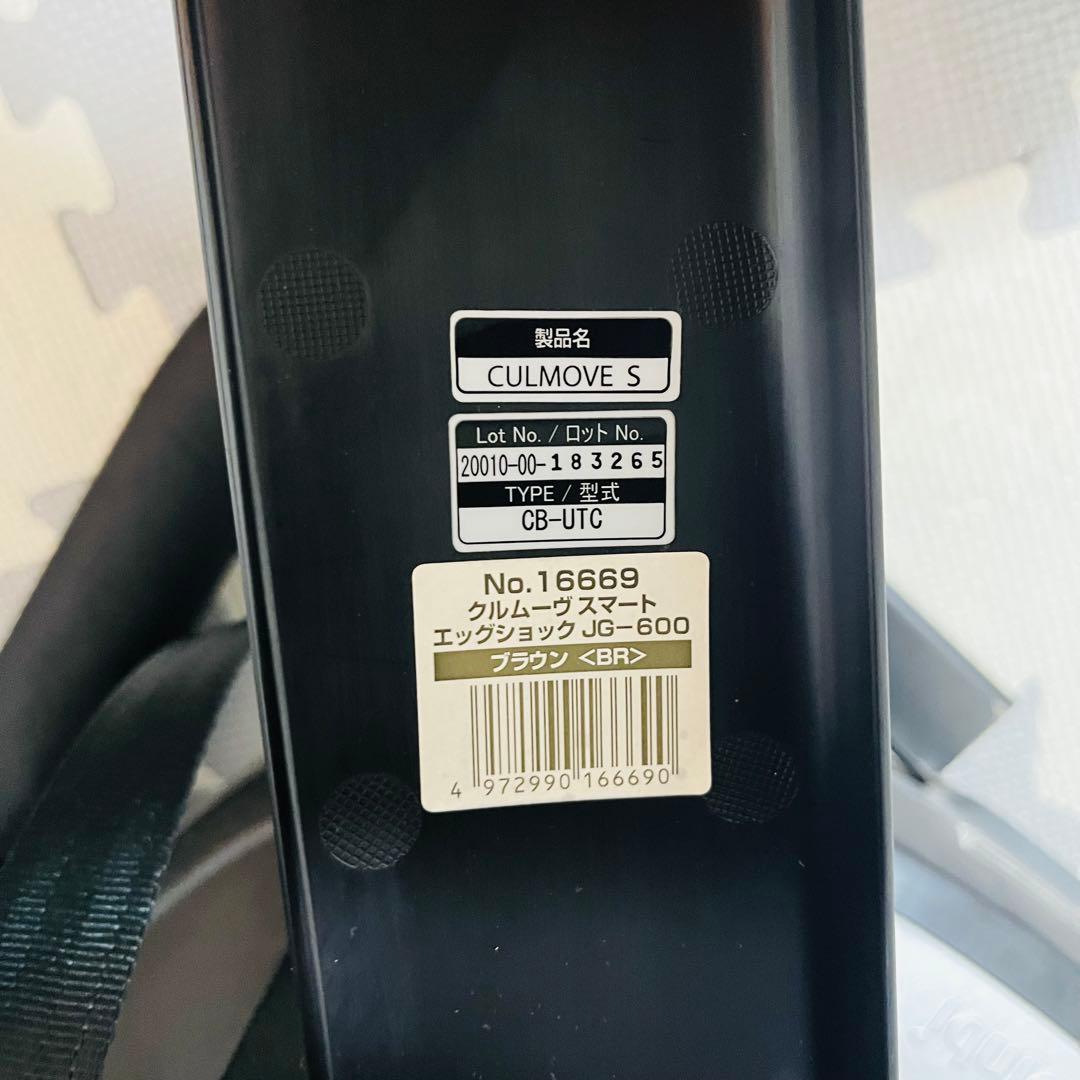 製品名
CULMOVE S
Lot No. / ロット No.
20010-00-183265
TYPE / 型式
CB-UTC
No.16669
クルムーヴ スマート
エッグショック JG-600
ブラウン <BR>
4 972990 166690